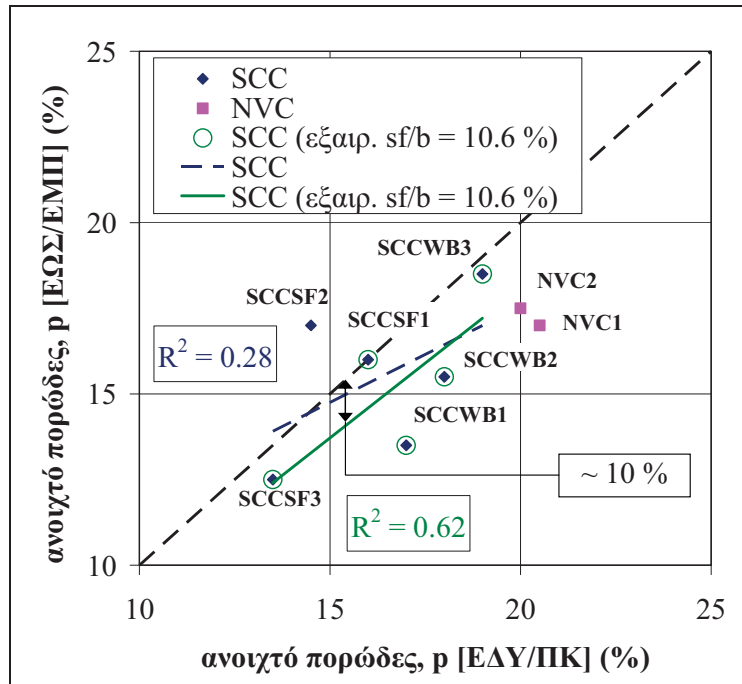 ανοιχτό πορώδες, p [ΕΩΣ/ΕΜΠ] (%)
25
20
15
10
SCC
NVC
SCC (εξαιρ. sf/b = 10.6 %)
SCC
SCC (εξαιρ. sf/b = 10.6 %)
SCCWB3
NVC2
SCCSF2
SCCSF1
NVC1
R² = 0.28
SCCWB2
SCCWB1
~ 10 %
SCCSF3
R² = 0.62
10 15 20 25
ανοιχτό πορώδες, p [ΕΔΥ/ΠΚ] (%)